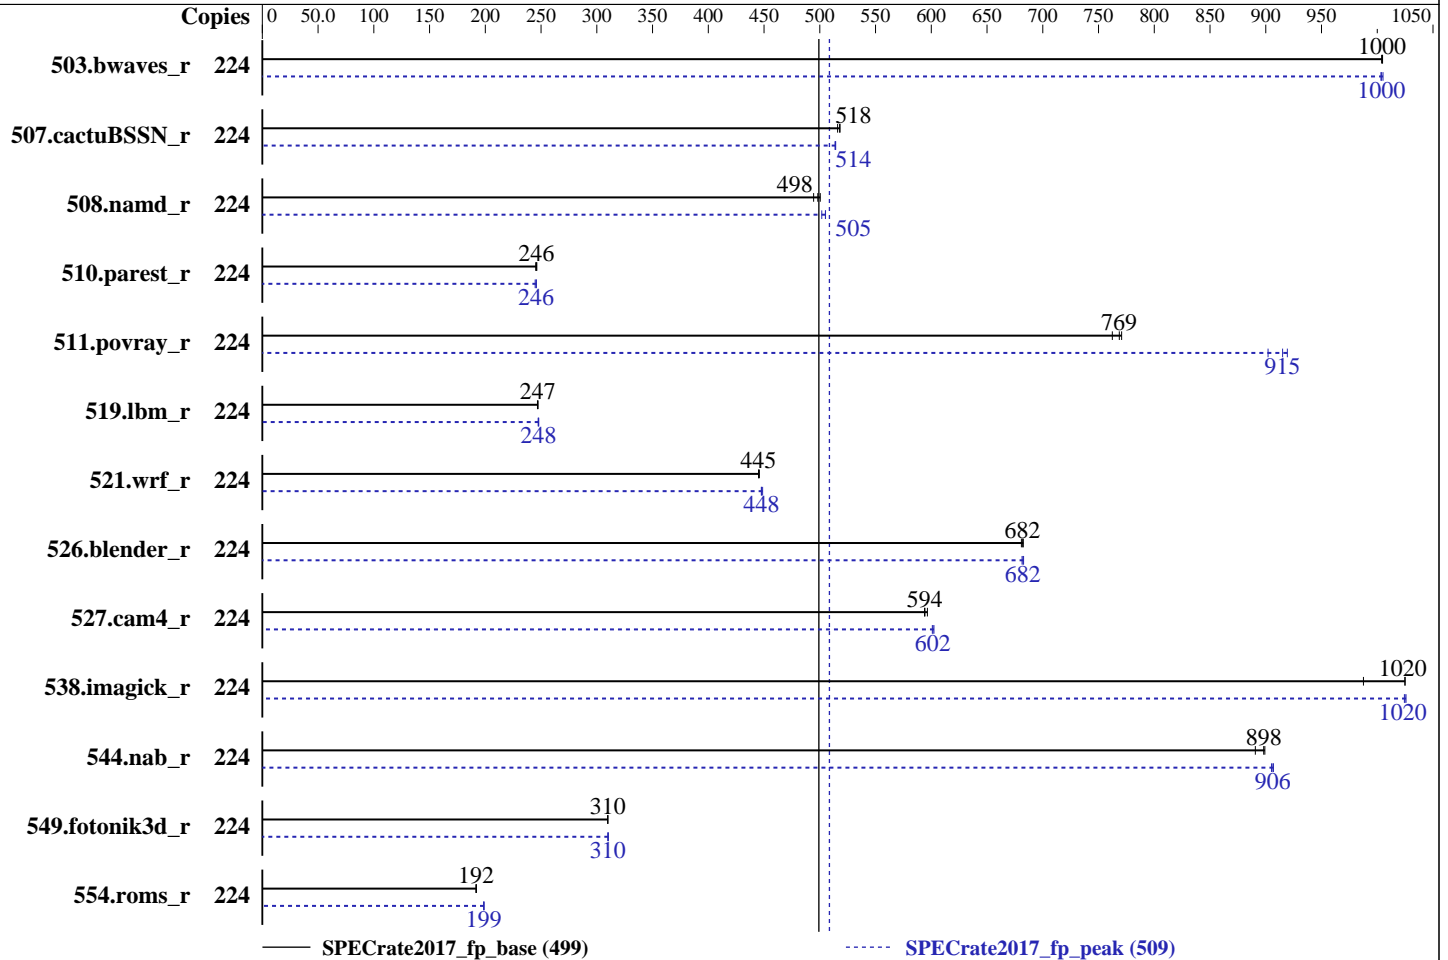 Copies 0 50.0 100 150 200 250 300 350 400 450 500 550 600 650 700 750 800 850 900 950 1050
1000
503.bwaves_r 224
1000
518
507.cactuBSSN_r 224
514
498
508.namd_r 224
505
246
510.parest_r 224
246
769
511.povray_r 224
915
247
519.lbm_r 224
248
445
521.wrf_r 224
448
682
526.blender_r 224
682
594
527.cam4_r 224
602
1020
538.imagick_r 224
1020
898
544.nab_r 224
906
310
549.fotonik3d_r 224
310
192
554.roms_r 224
199
SPECrate2017_fp_base (499) SPECrate2017_fp_peak (509)